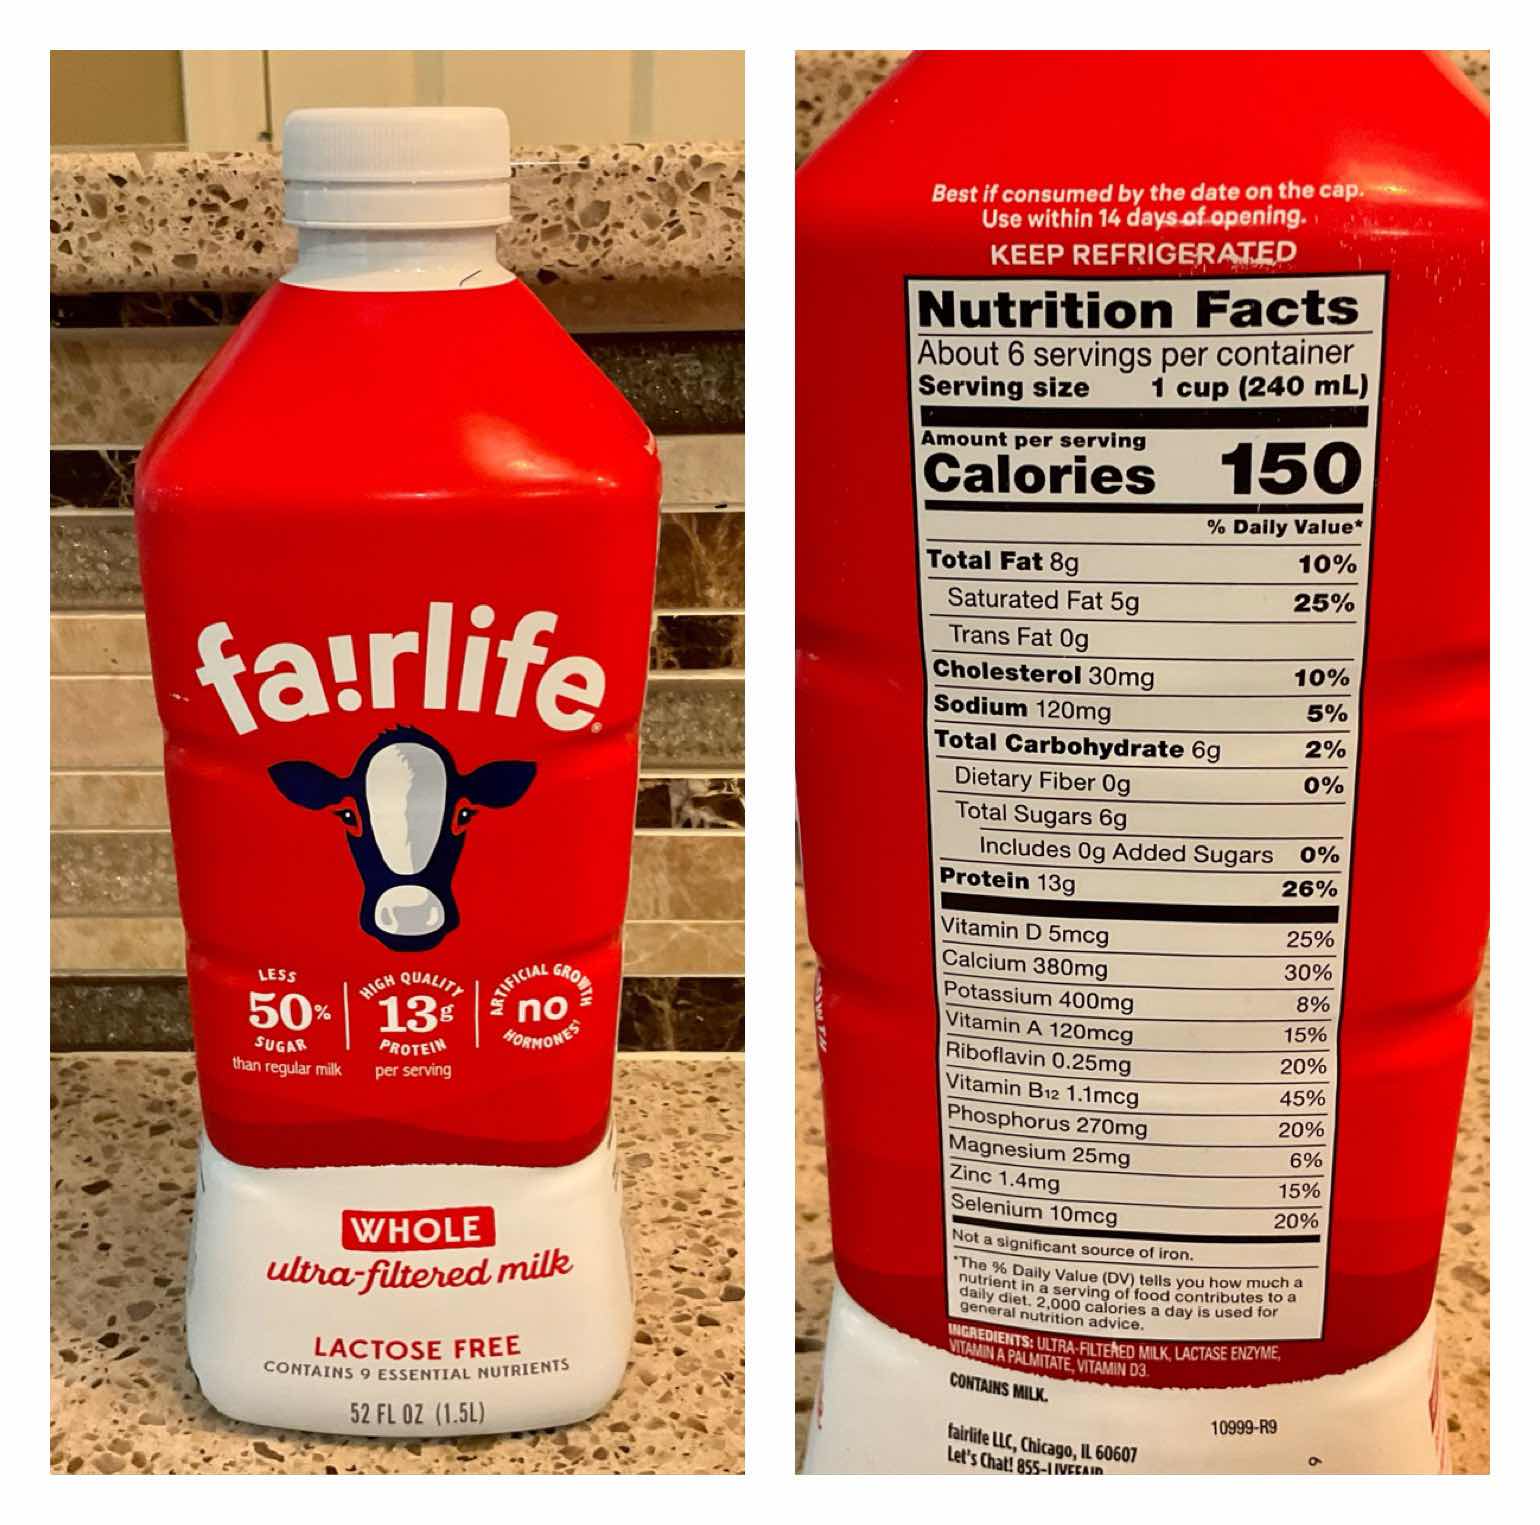 fa!rlife®
LESS
50%
SUGAR
than regular milk
HIGH QUALITY
13g
PROTEIN
per serving
ARTIFICIAL GROWTH
no
HORMONES!
WHOLE
ultra-filtered milk
LACTOSE FREE
CONTAINS 9 ESSENTIAL NUTRIENTS
52 FL OZ (1.5L)
Best if consumed by the date on the cap.
Use within 14 days of opening.
KEEP REFRIGERATED
Nutrition Facts
About 6 servings per container
Serving size 1 cup (240 mL)
Amount per serving
Calories 150
% Daily Value*
Total Fat 8g 10%
Saturated Fat 5g 25%
Trans Fat 0g
Cholesterol 30mg 10%
Sodium 120mg 5%
Total Carbohydrate 6g 2%
Dietary Fiber 0g 0%
Total Sugars 6g
Includes 0g Added Sugars 0%
Protein 13g 26%
Vitamin D 5mcg 25%
Calcium 380mg 30%
Potassium 400mg 8%
Vitamin A 120mcg 15%
Riboflavin 0.25mg 20%
Vitamin B12 1.1mcg 45%
Phosphorus 270mg 20%
Magnesium 25mg 6%
Zinc 1.4mg 15%
Selenium 10mcg 20%
Not a significant source of iron.
*The % Daily Value (DV) tells you how much a
nutrient in a serving of food contributes to a
daily diet. 2,000 calories a day is used for
general nutrition advice.
INGREDIENTS: ULTRA-FILTERED MILK, LACTASE ENZYME,
VITAMIN A PALMITATE, VITAMIN D3.
CONTAINS MILK.
10999-R9
fairlife LLC, Chicago, IL 60607
Let's Chat! 855-LIVEFAIR